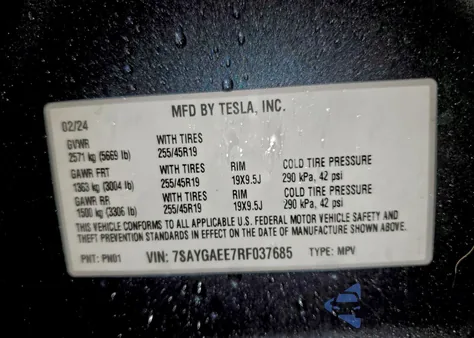 MFD BY TESLA, INC.
02/24
GVWR WITH TIRES
2571 kg (5669 lb) 255/45R19
GAWR FRT WITH TIRES RIM COLD TIRE PRESSURE
1363 kg (3004 lb) 255/45R19 19X9.5J 290 kPa, 42 psi
GAWR RR WITH TIRES RIM COLD TIRE PRESSURE
1500 kg (3306 lb) 255/45R19 19X9.5J 290 kPa, 42 psi
THIS VEHICLE CONFORMS TO ALL APPLICABLE U.S. FEDERAL MOTOR VEHICLE SAFETY AND
THEFT PREVENTION STANDARDS IN EFFECT ON THE DATE OF MANUFACTURE SHOWN ABOVE.
PNT: PN01 VIN: 7SAYGAEE7RF037685 TYPE: MPV